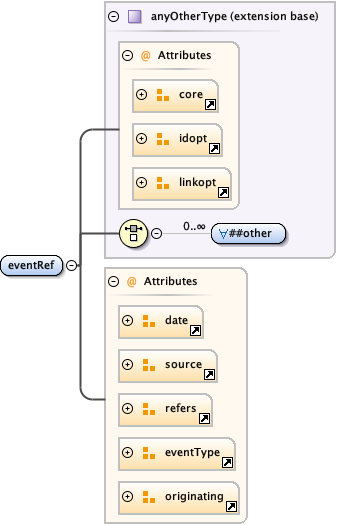 anyOtherType (extension base)
@ Attributes
core
idopt
linkopt
0..∞
∀##other
eventRef
@ Attributes
date
source
refers
eventType
originating